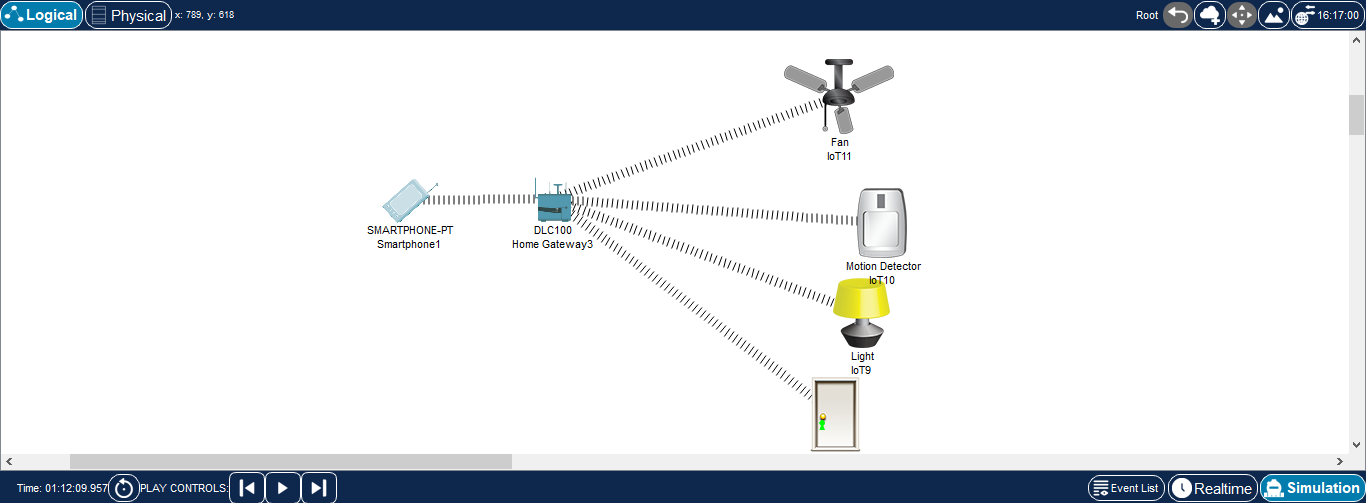 Logical
Physical
x: 789, y: 618
Root
16:17:00
Fan
IoT11
SMARTPHONE-PT
Smartphone1
DLC100
Home Gateway3
Motion Detector
IoT10
Light
IoT9
Time: 01:12:09.957
PLAY CONTROLS:
Event List
Realtime
Simulation